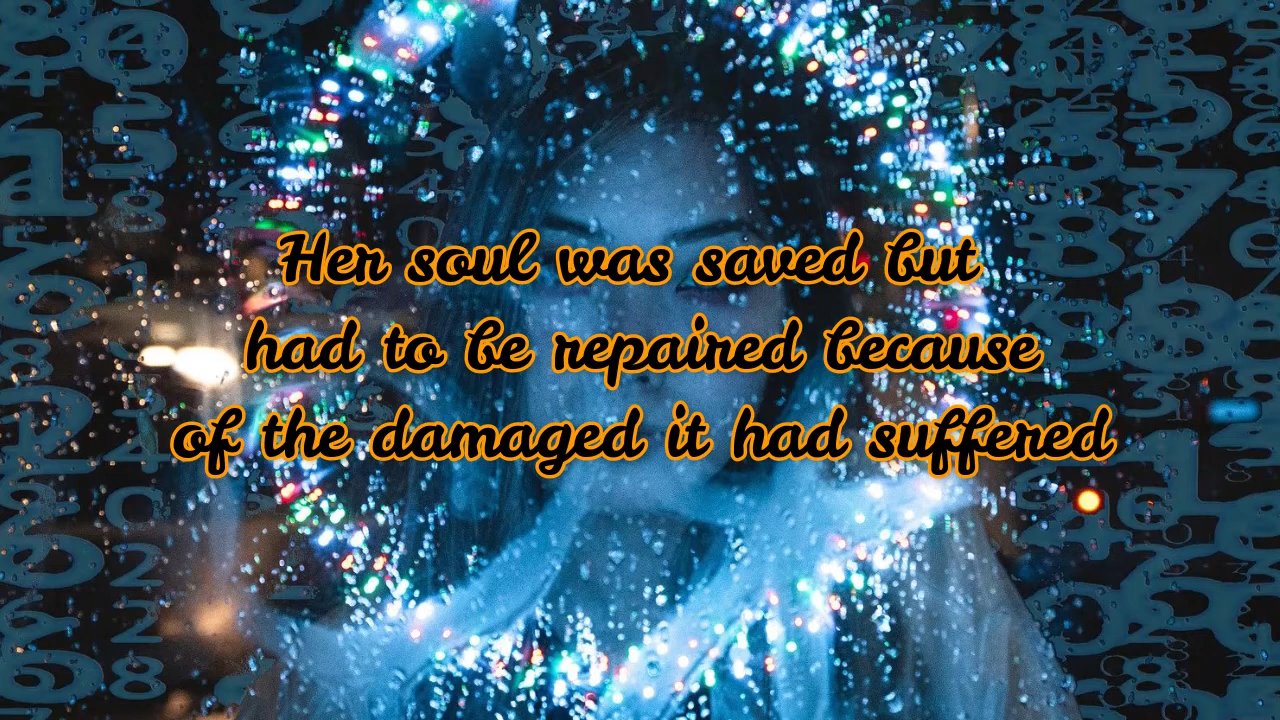 Her soul was saved but
had to be repaired because
of the damaged it had suffered